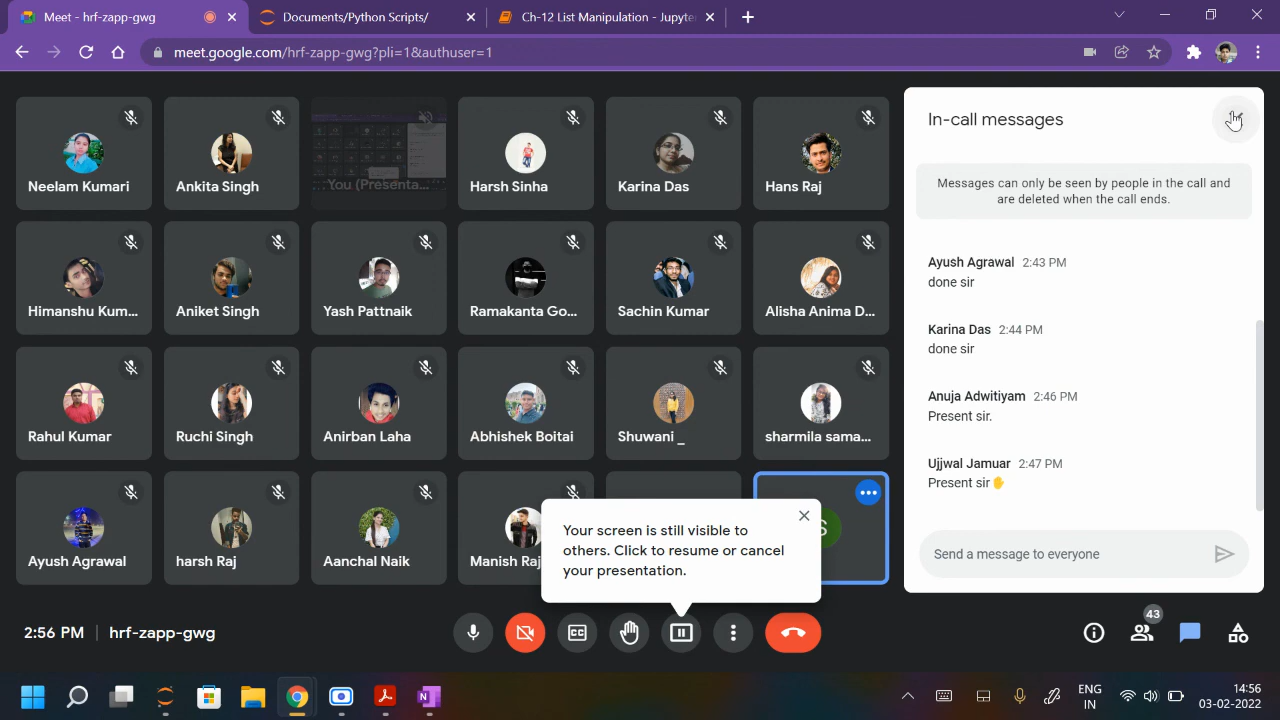 Meet - hrf-zapp-gwg
Documents/Python Scripts/
Ch-12 List Manipulation - Jupyter
meet.google.com/hrf-zapp-gwg?pli=1&authuser=1
Neelam Kumari
Ankita Singh
You (Presenta...
Harsh Sinha
Karina Das
Hans Raj
Himanshu Kum...
Aniket Singh
Yash Pattnaik
Ramakanta Go...
Sachin Kumar
Alisha Anima D...
Rahul Kumar
Ruchi Singh
Anirban Laha
Abhishek Boitai
Shuwani _
sharmila sama...
Ayush Agrawal
harsh Raj
Aanchal Naik
Manish Raj
S
In-call messages
Messages can only be seen by people in the call and
are deleted when the call ends.
Ayush Agrawal 2:43 PM
done sir
Karina Das 2:44 PM
done sir
Anuja Adwitiyam 2:46 PM
Present sir.
Ujjwal Jamuar 2:47 PM
Present sir✋
Send a message to everyone
Your screen is still visible to
others. Click to resume or cancel
your presentation.
2:56 PM | hrf-zapp-gwg
CC
43
ENG
IN
14:56
03-02-2022